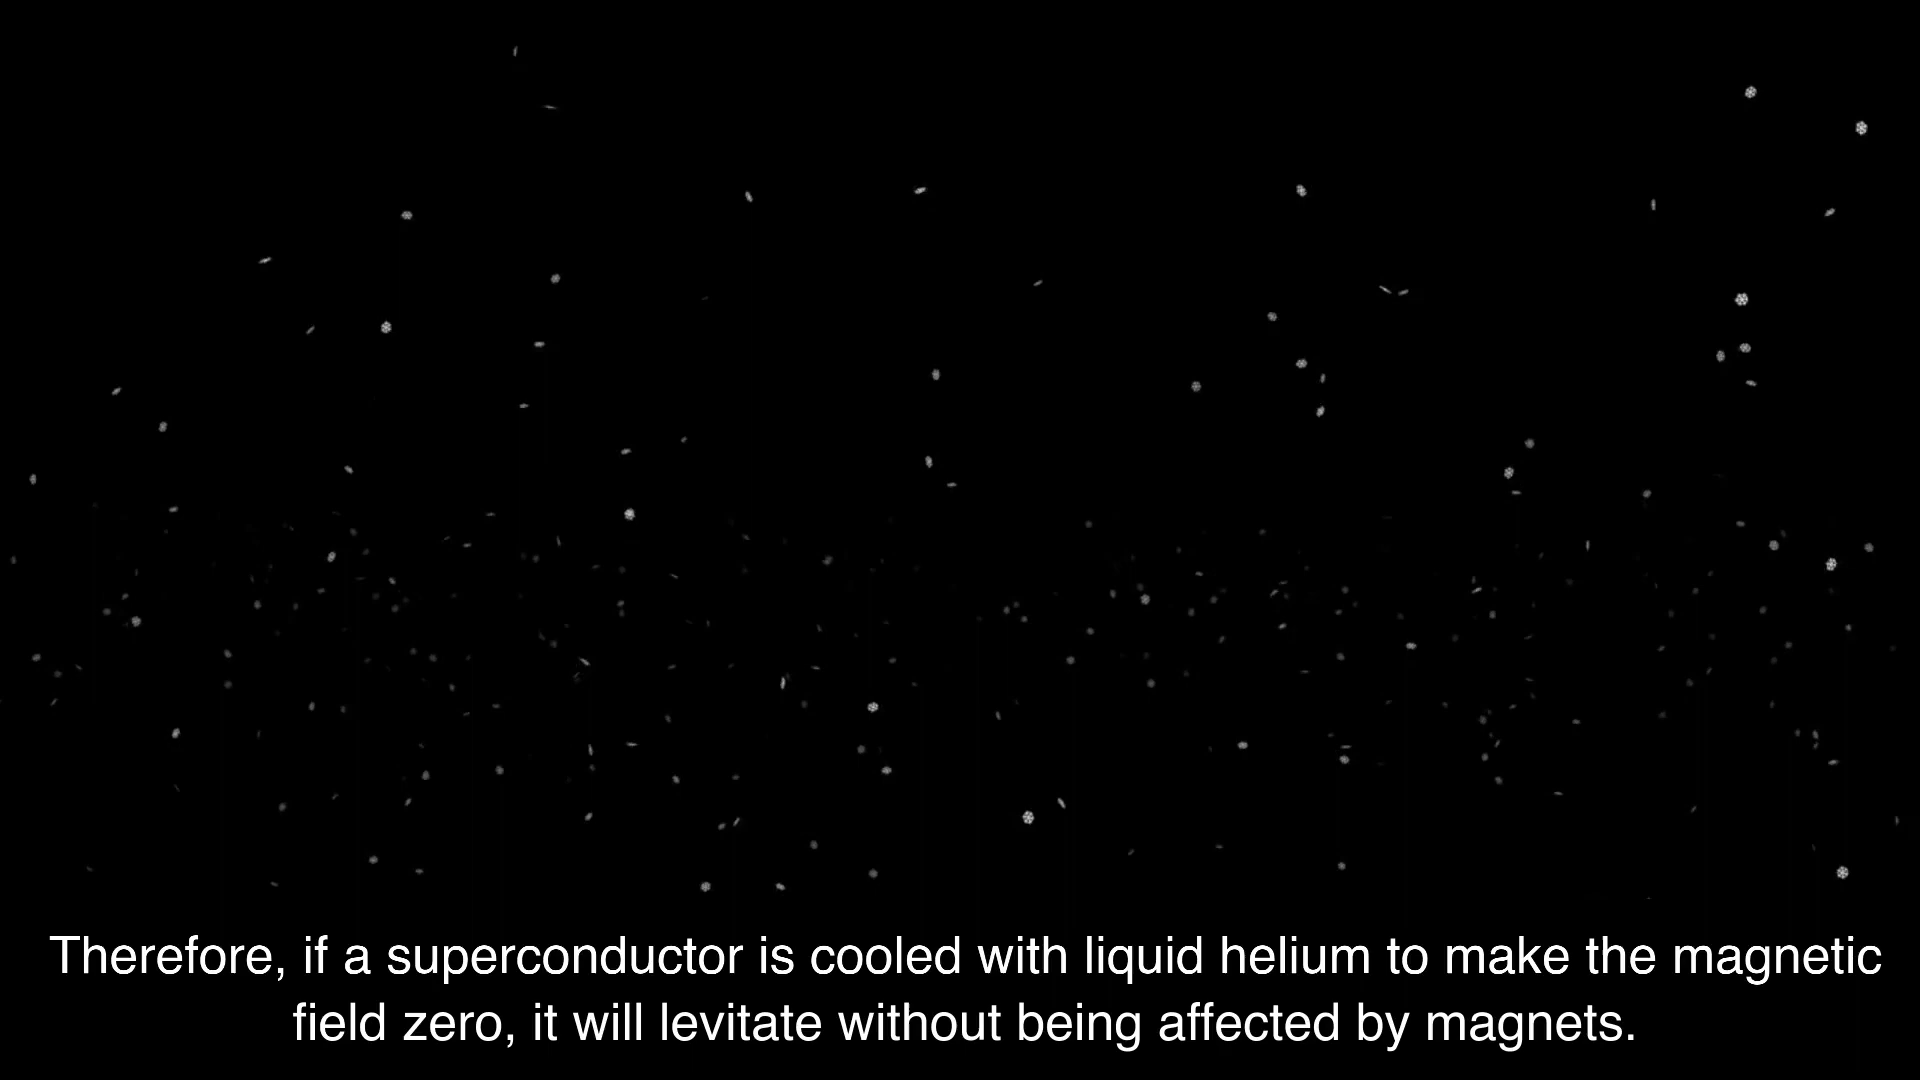 Therefore, if a superconductor is cooled with liquid helium to make the magnetic
field zero, it will levitate without being affected by magnets.